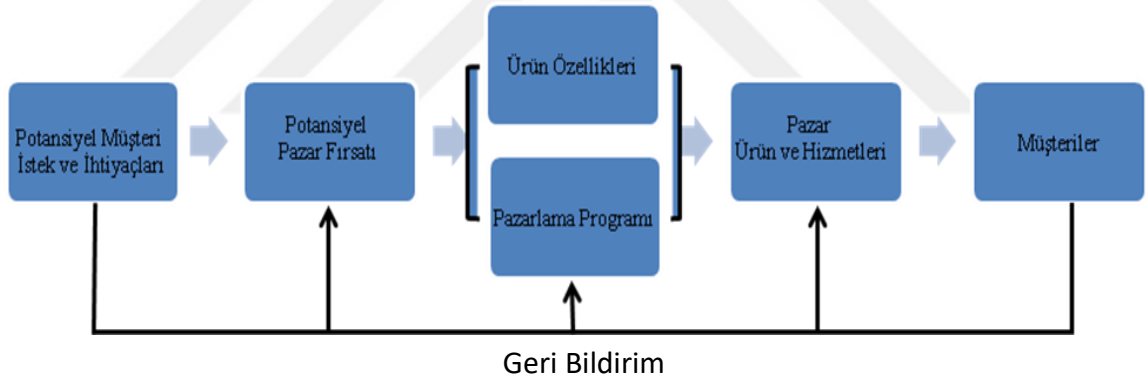 Potansiyel Müşteri
İstek ve İhtiyaçları
Potansiyel
Pazar Fırsatı
Ürün Özellikleri
Pazarlama Programı
Pazar
Ürün ve Hizmetleri
Müşteriler
Geri Bildirim